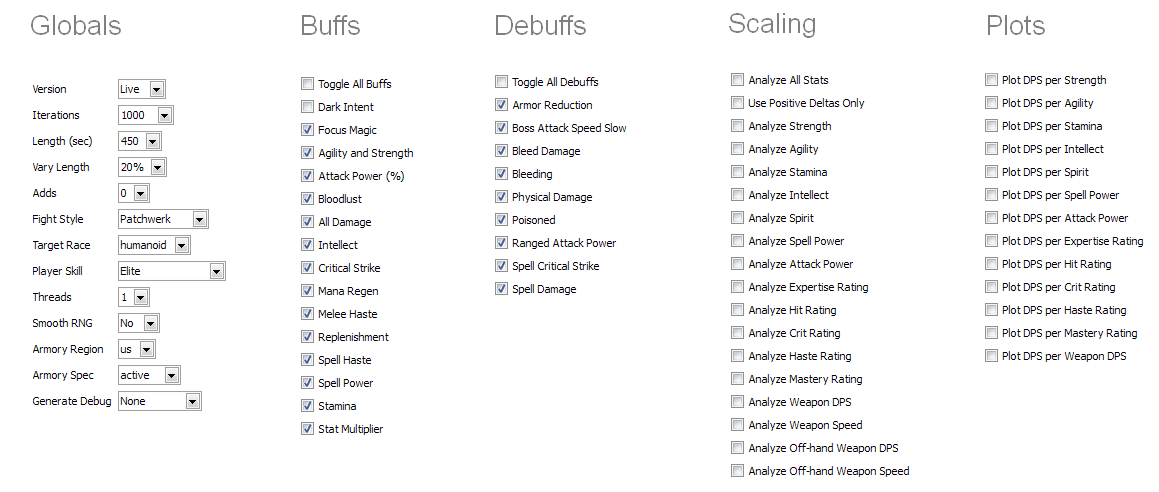 Globals
Version Live
Iterations 1000
Length (sec) 450
Vary Length 20%
Adds 0
Fight Style Patchwerk
Target Race humanoid
Player Skill Elite
Threads 1
Smooth RNG No
Armory Region us
Armory Spec active
Generate Debug None
Buffs
Toggle All Buffs
Dark Intent
Focus Magic
Agility and Strength
Attack Power (%)
Bloodlust
All Damage
Intellect
Critical Strike
Mana Regen
Melee Haste
Replenishment
Spell Haste
Spell Power
Stamina
Stat Multiplier
Debuffs
Toggle All Debuffs
Armor Reduction
Boss Attack Speed Slow
Bleed Damage
Bleeding
Physical Damage
Poisoned
Ranged Attack Power
Spell Critical Strike
Spell Damage
Scaling
Analyze All Stats
Use Positive Deltas Only
Analyze Strength
Analyze Agility
Analyze Stamina
Analyze Intellect
Analyze Spirit
Analyze Spell Power
Analyze Attack Power
Analyze Expertise Rating
Analyze Hit Rating
Analyze Crit Rating
Analyze Haste Rating
Analyze Mastery Rating
Analyze Weapon DPS
Analyze Weapon Speed
Analyze Off-hand Weapon DPS
Analyze Off-hand Weapon Speed
Plots
Plot DPS per Strength
Plot DPS per Agility
Plot DPS per Stamina
Plot DPS per Intellect
Plot DPS per Spirit
Plot DPS per Spell Power
Plot DPS per Attack Power
Plot DPS per Expertise Rating
Plot DPS per Hit Rating
Plot DPS per Crit Rating
Plot DPS per Haste Rating
Plot DPS per Mastery Rating
Plot DPS per Weapon DPS